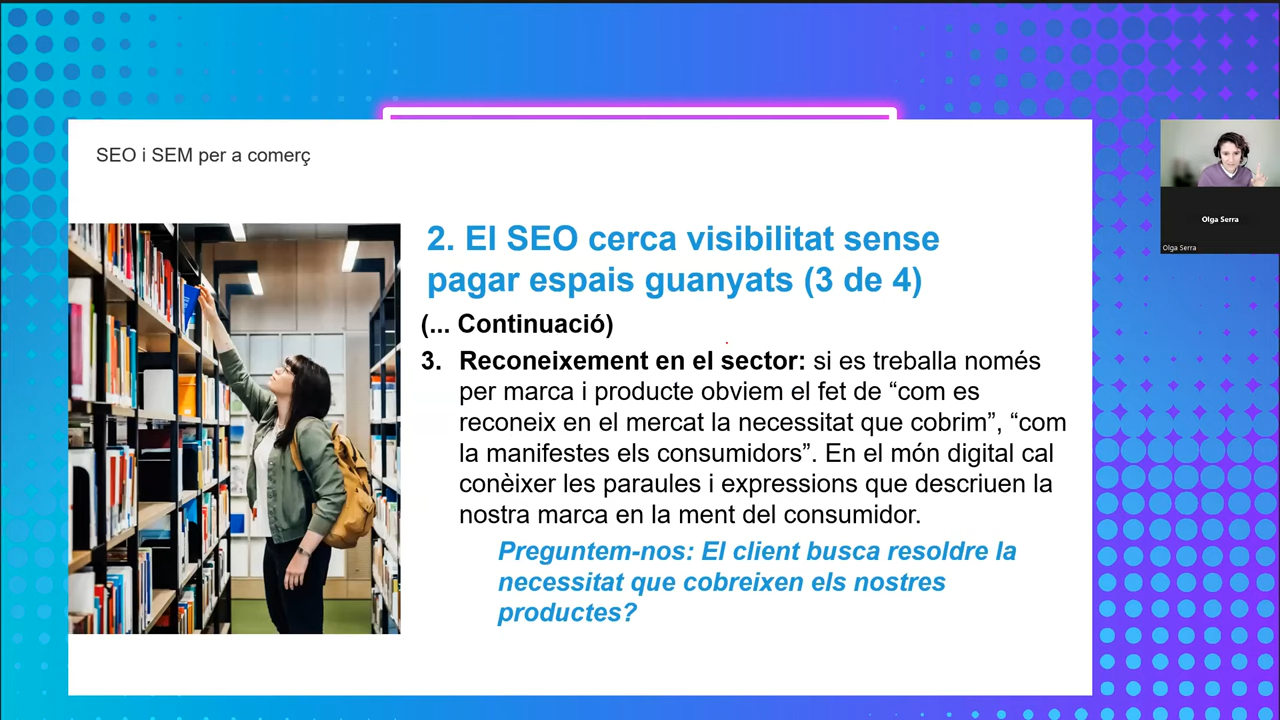 SEO i SEM per a comerç
2. El SEO cerca visibilitat sense
pagar espais guanyats (3 de 4)
(... Continuació)
3. Reconeixement en el sector: si es treballa només
per marca i producte obviem el fet de “com es
reconeix en el mercat la necessitat que cobrim”, “com
la manifestes els consumidors”. En el món digital cal
conèixer les paraules i expressions que descriuen la
nostra marca en la ment del consumidor.
Preguntem-nos: El client busca resoldre la
necessitat que cobreixen els nostres
productes?
Olga Serra
Olga Serra